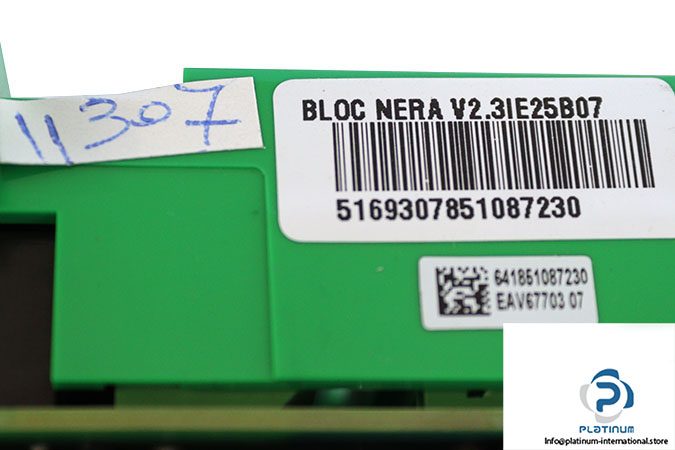 11307
BLOC NERA V2.3IE25B07
5169307851087230
641851087230
EAV67703 07
PLATINUM
Info@platinum-international.store